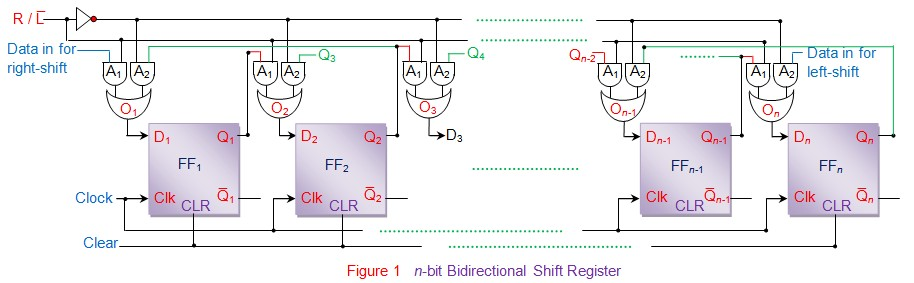 R / L̅
Data in for right-shift
A1 A2 A1 A2 Q3 A1 A2 Q4 Qn-2 A1 A2 A1 A2 Data in for left-shift
O1 O2 O3 On-1 On
D1 Q1 D2 Q2 D3 Dn-1 Qn-1 Dn Qn
FF1 FF2 FFn-1 FFn
Clock Clk Q̅1 Clk Q̅2 Clk Q̅n-1 Clk Q̅n
CLR CLR CLR CLR
Clear
Figure 1 n-bit Bidirectional Shift Register